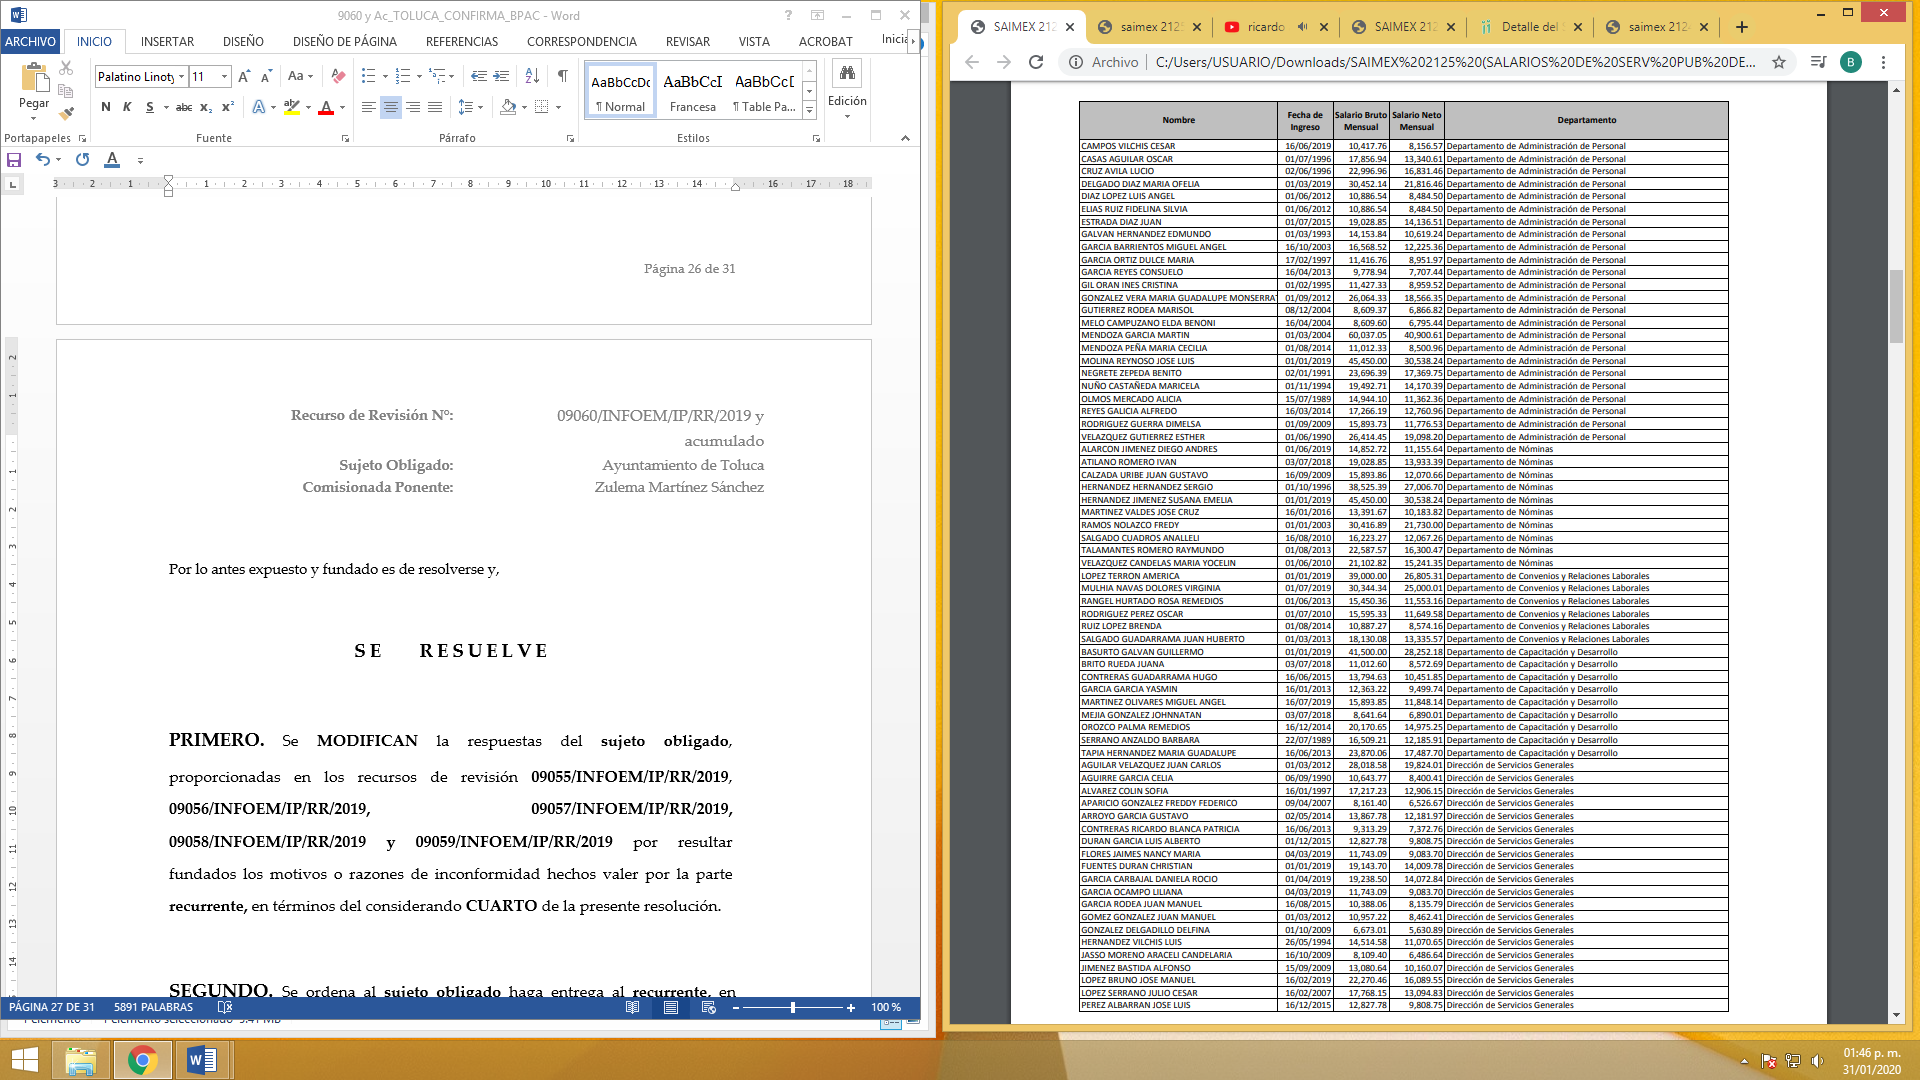 9060 y Ac_TOLUCA_CONFIRMA_BPAC - Word
ARCHIVO INICIO INSERTAR DISEÑO DISEÑO DE PÁGINA REFERENCIAS CORRESPONDENCIA REVISAR VISTA ACROBAT Inicia
Pegar
Palatino Linoty 11
Aa
N K S abc x₂ x²
AaBbCcDc AaBbCcI AaBbCcI
¶ Normal Francesa ¶ Table Pa...
Edición
Portapapeles Fuente Párrafo Estilos
Página 26 de 31
Recurso de Revisión N°: 09060/INFOEM/IP/RR/2019 y
acumulado
Sujeto Obligado: Ayuntamiento de Toluca
Comisionada Ponente: Zulema Martínez Sánchez
Por lo antes expuesto y fundado es de resolverse y,
S E R E S U E L V E
PRIMERO. Se MODIFICAN la respuestas del sujeto obligado,
proporcionadas en los recursos de revisión 09055/INFOEM/IP/RR/2019,
09056/INFOEM/IP/RR/2019, 09057/INFOEM/IP/RR/2019,
09058/INFOEM/IP/RR/2019 y 09059/INFOEM/IP/RR/2019 por resultar
fundados los motivos o razones de inconformidad hechos valer por la parte
recurrente, en términos del considerando CUARTO de la presente resolución.
SEGUNDO. Se ordena al sujeto obligado haga entrega al recurrente, en
PÁGINA 27 DE 31 5891 PALABRAS 100 %
SAIMEX 212 saimex 212 ricardo SAIMEX 212 Detalle del saimex 212
Archivo C:/Users/USUARIO/Downloads/SAIMEX%202125%20(SALARIOS%20DE%20SERV%20PUB%20DE... B
Nombre Fecha de Ingreso Salario Bruto Mensual Salario Neto Mensual Departamento
CAMPOS VILCHIS CESAR 16/06/2019 10,417.76 8,156.57 Departamento de Administración de Personal
CASAS AGUILAR OSCAR 01/07/1996 17,856.94 13,340.61 Departamento de Administración de Personal
CRUZ AVILA LUCIO 02/06/1996 22,996.96 16,831.46 Departamento de Administración de Personal
DELGADO DIAZ MARIA OFELIA 01/03/2019 30,452.14 21,816.46 Departamento de Administración de Personal
DIAZ LOPEZ LUIS ANGEL 01/06/2012 10,886.54 8,484.50 Departamento de Administración de Personal
ELIAS RUIZ FIDELINA SILVIA 01/06/2012 10,886.54 8,484.50 Departamento de Administración de Personal
ESTRADA DIAZ JUAN 01/07/2015 19,028.85 14,136.51 Departamento de Administración de Personal
GALVAN HERNANDEZ EDMUNDO 01/03/1993 14,153.84 10,619.24 Departamento de Administración de Personal
GARCIA BARRIENTOS MIGUEL ANGEL 16/10/2003 16,568.52 12,225.36 Departamento de Administración de Personal
GARCIA ORTIZ DULCE MARIA 17/02/1997 11,416.76 8,951.97 Departamento de Administración de Personal
GARCIA REYES CONSUELO 16/04/2013 9,778.94 7,707.44 Departamento de Administración de Personal
GIL ORAN INES CRISTINA 01/02/1995 11,427.33 8,959.52 Departamento de Administración de Personal
GONZALEZ VERA MARIA GUADALUPE MONSERRAT 01/09/2012 26,064.33 18,566.35 Departamento de Administración de Personal
GUTIERREZ RODEA MARISOL 08/12/2004 8,609.37 6,866.82 Departamento de Administración de Personal
MELO CAMPUZANO ELDA BENONI 16/04/2004 8,609.60 6,795.44 Departamento de Administración de Personal
MENDOZA GARCIA MARTIN 01/03/2004 60,037.05 40,900.61 Departamento de Administración de Personal
MENDOZA PEÑA MARIA CECILIA 01/08/2014 11,012.33 8,500.96 Departamento de Administración de Personal
MOLINA REYNOSO JOSE LUIS 01/01/2019 45,450.00 30,538.24 Departamento de Administración de Personal
NEGRETE ZEPEDA BENITO 02/01/1991 23,696.39 17,369.75 Departamento de Administración de Personal
NUÑO CASTAÑEDA MARICELA 01/11/1994 19,492.71 14,170.39 Departamento de Administración de Personal
OLMOS MERCADO ALICIA 15/07/1989 14,944.10 11,362.36 Departamento de Administración de Personal
REYES GALICIA ALFREDO 16/03/2014 17,266.19 12,760.96 Departamento de Administración de Personal
RODRIGUEZ GUERRA DIMELSA 01/09/2009 15,893.73 11,776.53 Departamento de Administración de Personal
VELAZQUEZ GUTIERREZ ESTHER 01/06/1990 26,414.45 19,098.20 Departamento de Administración de Personal
ALARCON JIMENEZ DIEGO ANDRES 01/06/2019 14,852.72 11,155.64 Departamento de Nóminas
ATILANO ROMERO IVAN 03/07/2018 19,028.85 13,933.39 Departamento de Nóminas
CALZADA URIBE JUAN GUSTAVO 16/09/2009 15,893.86 12,070.66 Departamento de Nóminas
HERNANDEZ HERNANDEZ SERGIO 01/10/1996 38,525.39 27,006.70 Departamento de Nóminas
HERNANDEZ JIMENEZ SUSANA EMELIA 01/01/2019 45,450.00 30,538.24 Departamento de Nóminas
MARTINEZ VALDES JOSE CRUZ 16/01/2016 13,391.67 10,183.82 Departamento de Nóminas
RAMOS NOLAZCO FREDY 01/01/2003 30,416.89 21,730.00 Departamento de Nóminas
SALGADO CUADROS ANALLELI 16/08/2010 16,223.27 12,067.26 Departamento de Nóminas
TALAMANTES ROMERO RAYMUNDO 01/08/2013 22,587.57 16,300.47 Departamento de Nóminas
VELAZQUEZ CANDELAS MARIA YOCELIN 01/06/2010 21,102.82 15,241.35 Departamento de Nóminas
LOPEZ TERRON AMERICA 01/01/2019 39,000.00 26,805.31 Departamento de Convenios y Relaciones Laborales
MULHIA NAVAS DOLORES VIRGINIA 01/07/2019 30,344.34 25,000.01 Departamento de Convenios y Relaciones Laborales
RANGEL HURTADO ROSA REMEDIOS 01/06/2013 15,450.36 11,553.16 Departamento de Convenios y Relaciones Laborales
RODRIGUEZ PEREZ OSCAR 01/07/2010 15,595.33 11,649.58 Departamento de Convenios y Relaciones Laborales
RUIZ LOPEZ BRENDA 01/08/2014 10,887.27 8,574.16 Departamento de Convenios y Relaciones Laborales
SALGADO GUADARRAMA JUAN HUBERTO 01/03/2013 18,130.08 13,335.57 Departamento de Convenios y Relaciones Laborales
BASURTO GALVAN GUILLERMO 01/01/2019 41,500.00 28,252.18 Departamento de Capacitación y Desarrollo
BRITO RUEDA JUANA 03/07/2018 11,012.60 8,572.69 Departamento de Capacitación y Desarrollo
CONTRERAS GUADARRAMA HUGO 16/06/2015 13,794.63 10,451.85 Departamento de Capacitación y Desarrollo
GARCIA GARCIA YASMIN 16/01/2013 12,363.22 9,499.74 Departamento de Capacitación y Desarrollo
MARTINEZ OLIVARES MIGUEL ANGEL 16/07/2019 15,893.85 11,848.14 Departamento de Capacitación y Desarrollo
MEJIA GONZALEZ JOHNNATAN 03/07/2018 8,641.64 6,890.01 Departamento de Capacitación y Desarrollo
OROZCO PALMA REMEDIOS 16/12/2014 20,170.65 14,975.25 Departamento de Capacitación y Desarrollo
SERRANO ANZALDO BARBARA 22/07/1989 16,509.21 12,185.91 Departamento de Capacitación y Desarrollo
TAPIA HERNANDEZ MARIA GUADALUPE 16/06/2013 23,870.06 17,487.70 Departamento de Capacitación y Desarrollo
AGUILAR VELAZQUEZ JUAN CARLOS 01/03/2012 28,018.58 19,824.01 Dirección de Servicios Generales
AGUIRRE GARCIA CELIA 06/09/1990 10,643.77 8,400.41 Dirección de Servicios Generales
ALVAREZ COLIN SOFIA 16/01/1997 17,217.23 12,906.15 Dirección de Servicios Generales
APARICIO GONZALEZ FREDDY FEDERICO 09/04/2007 8,161.40 6,526.67 Dirección de Servicios Generales
ARROYO GARCIA GUSTAVO 02/05/2014 13,867.78 12,181.97 Dirección de Servicios Generales
CONTRERAS RICARDO BLANCA PATRICIA 16/06/2013 9,313.29 7,372.76 Dirección de Servicios Generales
DURAN GARCIA LUIS ALBERTO 01/12/2015 12,827.78 9,808.75 Dirección de Servicios Generales
FLORES JAIMES NANCY MARIA 04/03/2019 11,743.09 9,083.70 Dirección de Servicios Generales
FUENTES DURAN CHRISTIAN 01/01/2019 19,143.70 14,009.78 Dirección de Servicios Generales
GARCIA CARBAJAL DANIELA ROCIO 01/04/2019 19,238.50 14,072.84 Dirección de Servicios Generales
GARCIA OCAMPO LILIANA 04/03/2019 11,743.09 9,083.70 Dirección de Servicios Generales
GARCIA RODEA JUAN MANUEL 16/08/2015 10,388.06 8,135.79 Dirección de Servicios Generales
GOMEZ GONZALEZ JUAN MANUEL 01/03/2012 10,957.22 8,462.41 Dirección de Servicios Generales
GONZALEZ DELGADILLO DELFINA 01/10/2009 6,673.01 5,630.89 Dirección de Servicios Generales
HERNANDEZ VILCHIS LUIS 26/05/1994 14,514.58 11,070.65 Dirección de Servicios Generales
JASSO MORENO ARACELI CANDELARIA 16/10/2009 8,109.40 6,486.64 Dirección de Servicios Generales
JIMENEZ BASTIDA ALFONSO 15/09/2009 13,080.64 10,160.07 Dirección de Servicios Generales
LOPEZ BRUNO JOSE MANUEL 16/02/2019 22,270.46 16,089.55 Dirección de Servicios Generales
LOPEZ SERRANO JULIO CESAR 16/02/2007 17,768.15 13,094.83 Dirección de Servicios Generales
PEREZ ALBARRAN JOSE LUIS 16/12/2015 12,827.78 9,808.75 Dirección de Servicios Generales
01:46 p. m.
31/01/2020